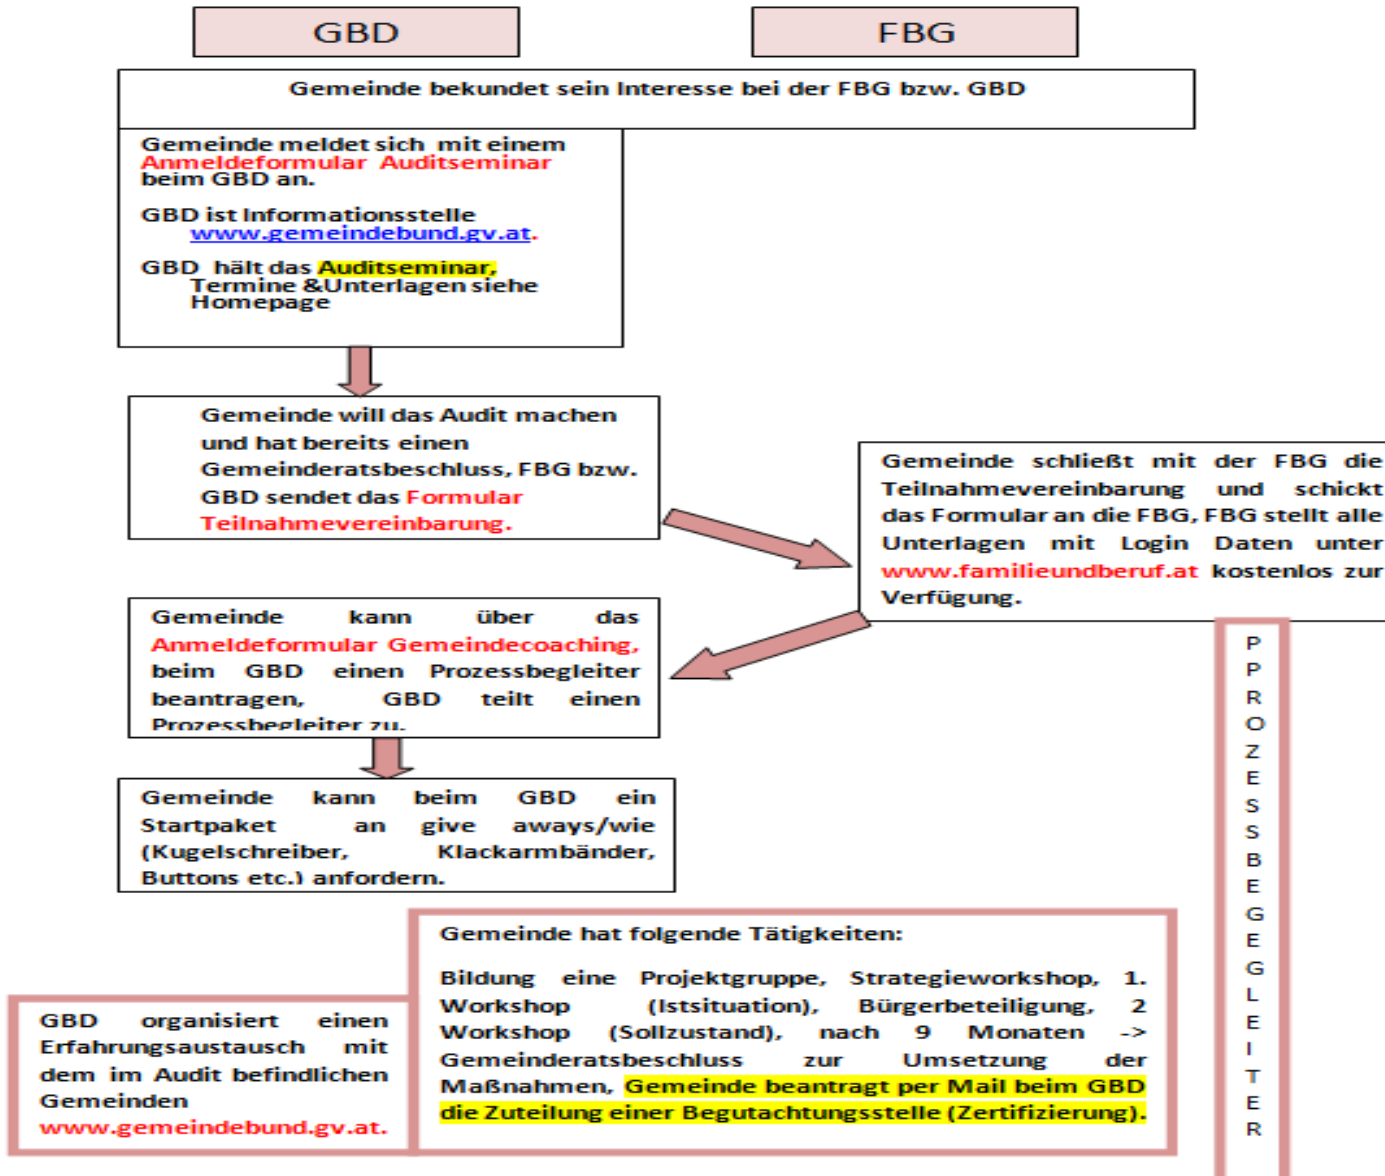 GBD
FBG
Gemeinde bekundet sein Interesse bei der FBG bzw. GBD
Gemeinde meldet sich mit einem
Anmeldeformular Auditseminar
beim GBD an.
GBD ist Informationsstelle
www.gemeindebund.gv.at.
GBD hält das Auditseminar,
Termine &Unterlagen siehe
Homepage
Gemeinde will das Audit machen
und hat bereits einen
Gemeinderatsbeschluss, FBG bzw.
GBD sendet das Formular
Teilnahmevereinbarung.
Gemeinde schließt mit der FBG die
Teilnahmevereinbarung und schickt
das Formular an die FBG, FBG stellt alle
Unterlagen mit Login Daten unter
www.familieundberuf.at kostenlos zur
Verfügung.
Gemeinde kann über das
Anmeldeformular Gemeindecoaching,
beim GBD einen Prozessbegleiter
beantragen, GBD teilt einen
Prozessbegleiter zu.
Gemeinde kann beim GBD ein
Startpaket an give aways/wie
(Kugelschreiber, Klackarmbänder,
Buttons etc.) anfordern.
Gemeinde hat folgende Tätigkeiten:
Bildung eine Projektgruppe, Strategieworkshop, 1.
Workshop (Istsituation), Bürgerbeteiligung, 2
Workshop (Sollzustand), nach 9 Monaten ->
Gemeinderatsbeschluss zur Umsetzung der
Maßnahmen, Gemeinde beantragt per Mail beim GBD
die Zuteilung einer Begutachtungsstelle (Zertifizierung).
GBD organisiert einen
Erfahrungsaustausch mit
dem im Audit befindlichen
Gemeinden
www.gemeindebund.gv.at.
P
P
R
O
Z
E
S
S
B
E
G
E
G
L
E
I
T
E
R